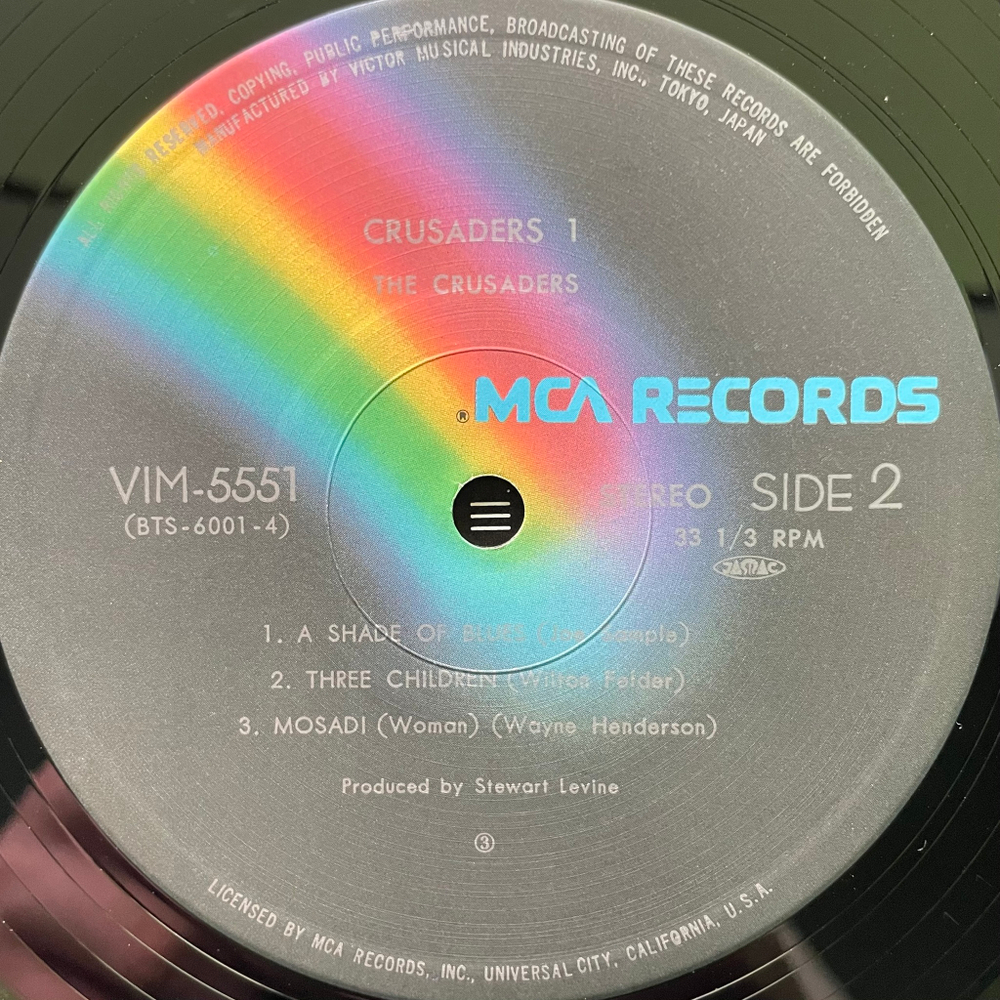 ALL RIGHTS RESERVED. COPYING, PUBLIC PERFORMANCE, BROADCASTING OF THESE RECORDS ARE FORBIDDEN
MANUFACTURED BY VICTOR MUSICAL INDUSTRIES, INC., TOKYO, JAPAN
CRUSADERS 1
THE CRUSADERS
® MCA RECORDS
VIM-5551
(BTS-6001-4)
STEREO SIDE 2
33 1/3 RPM
JASRAC
1. A SHADE OF BLUES (Joe Sample)
2. THREE CHILDREN (Wilton Felder)
3. MOSADI (Woman) (Wayne Henderson)
Produced by Stewart Levine
③
LICENSED BY MCA RECORDS, INC., UNIVERSAL CITY, CALIFORNIA, U.S.A.